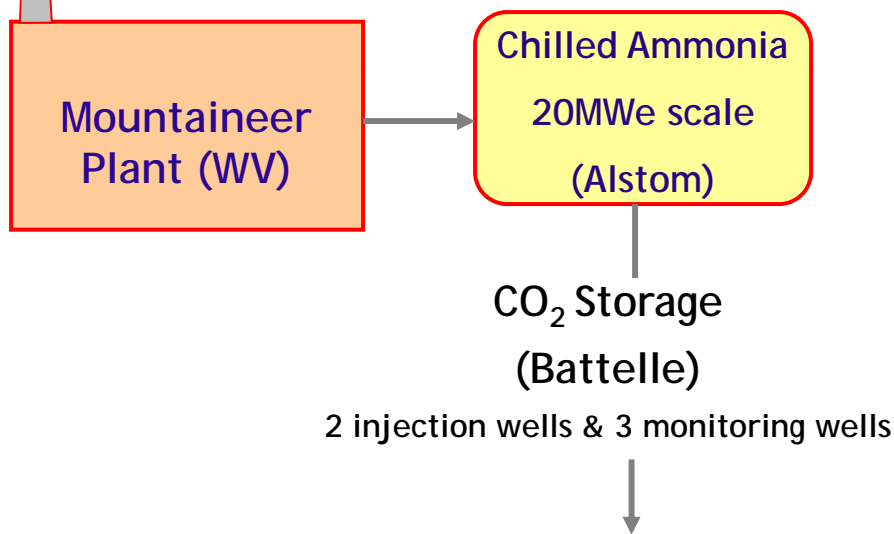 Mountaineer
Plant (WV)
Chilled Ammonia
20MWe scale
(Alstom)
CO₂ Storage
(Battelle)
2 injection wells & 3 monitoring wells